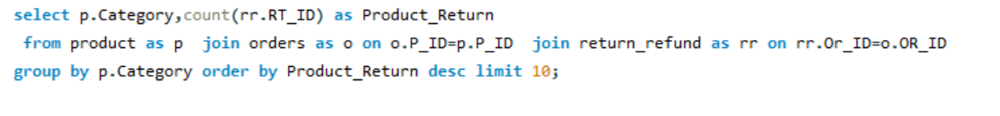 select p.Category,count(rr.RT_ID) as Product_Return
from product as p  join orders as o on o.P_ID=p.P_ID  join return_refund as rr on rr.Or_ID=o.OR_ID
group by p.Category order by Product_Return desc limit 10;